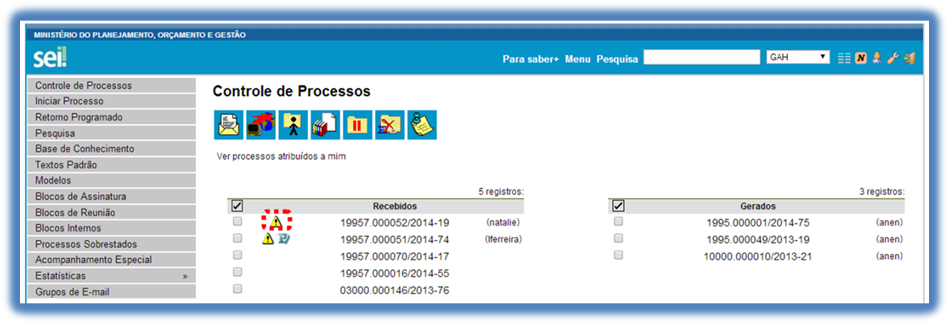 MINISTÉRIO DO PLANEJAMENTO, ORÇAMENTO E GESTÃO
sei!
Para saber+ Menu Pesquisa GAH
N
Controle de Processos
Iniciar Processo
Retorno Programado
Pesquisa
Base de Conhecimento
Textos Padrão
Modelos
Blocos de Assinatura
Blocos de Reunião
Blocos Internos
Processos Sobrestados
Acompanhamento Especial
Estatísticas »
Grupos de E-mail
Controle de Processos
Ver processos atribuídos a mim
5 registros:
Recebidos
19957.000052/2014-19 (natalie)
19957.000051/2014-74 (lferreira)
19957.000070/2014-17
19957.000016/2014-55
03000.000146/2013-76
3 registros:
Gerados
1995.000001/2014-75 (anen)
1995.000049/2013-19 (anen)
10000.000010/2013-21 (anen)